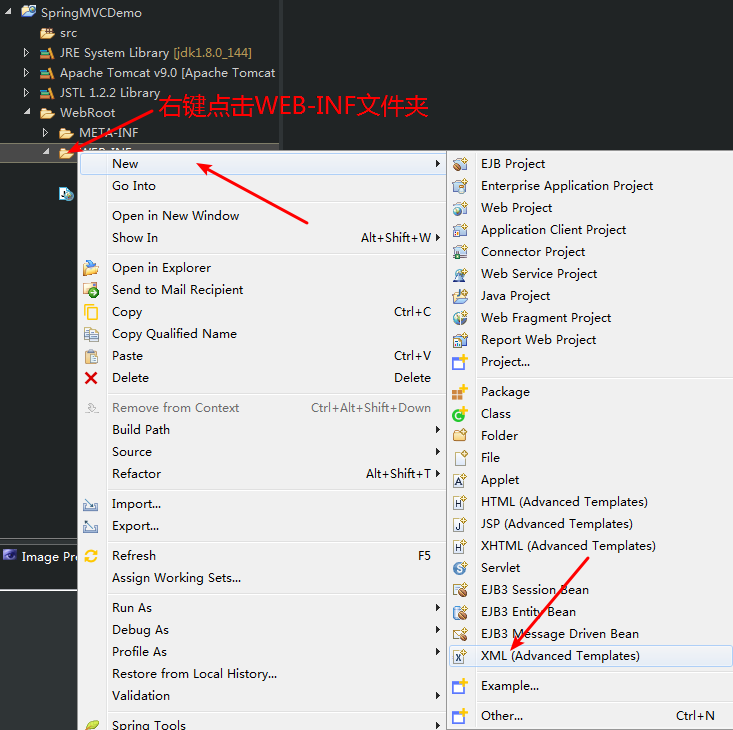 SpringMVCDemo
src
JRE System Library [jdk1.8.0_144]
Apache Tomcat v9.0 [Apache Tomcat
JSTL 1.2.2 Library
WebRoot
右键点击WEB-INF文件夹
META-INF
WEB-INF
New
Go Into
Open in New Window
Show In Alt+Shift+W
Open in Explorer
Send to Mail Recipient
Copy Ctrl+C
Copy Qualified Name
Paste Ctrl+V
Delete Delete
Remove from Context Ctrl+Alt+Shift+Down
Build Path
Source
Refactor Alt+Shift+T
Import...
Export...
Refresh F5
Assign Working Sets...
Run As
Debug As
Profile As
Restore from Local History...
Validation
Spring Tools
EJB Project
Enterprise Application Project
Web Project
Application Client Project
Connector Project
Web Service Project
Java Project
Web Fragment Project
Report Web Project
Project...
Package
Class
Folder
File
Applet
HTML (Advanced Templates)
JSP (Advanced Templates)
XHTML (Advanced Templates)
Servlet
EJB3 Session Bean
EJB3 Entity Bean
EJB3 Message Driven Bean
XML (Advanced Templates)
Example...
Other... Ctrl+N
Image Pr